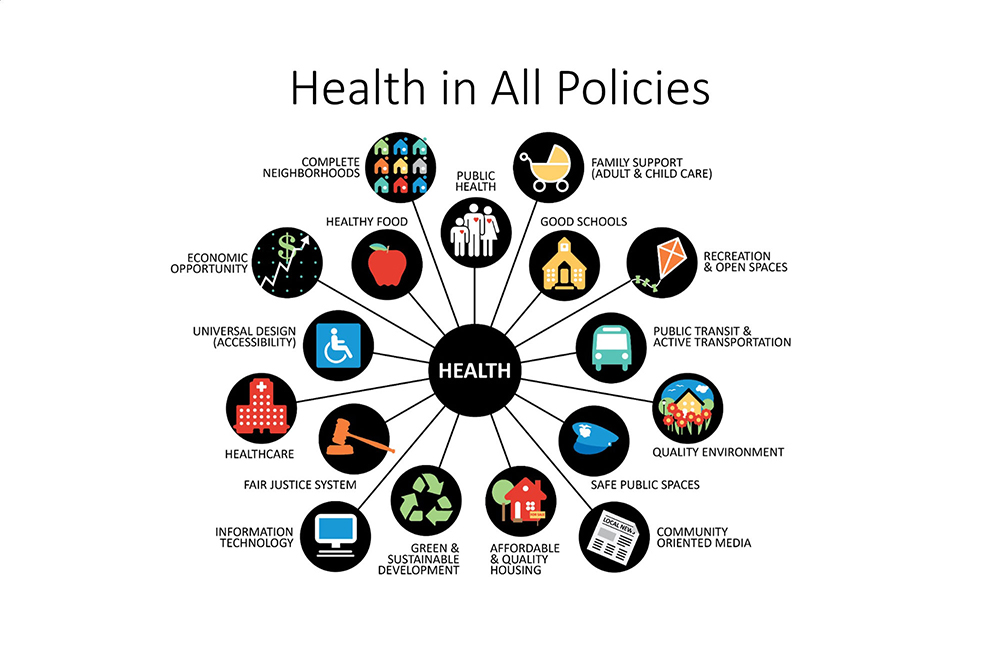 Health in All Policies
COMPLETE
NEIGHBORHOODS
PUBLIC
HEALTH
FAMILY SUPPORT
(ADULT & CHILD CARE)
HEALTHY FOOD
GOOD SCHOOLS
ECONOMIC
OPPORTUNITY
RECREATION
& OPEN SPACES
UNIVERSAL DESIGN
(ACCESSIBILITY)
PUBLIC TRANSIT &
ACTIVE TRANSPORTATION
HEALTH
HEALTHCARE
QUALITY ENVIRONMENT
FAIR JUSTICE SYSTEM
SAFE PUBLIC SPACES
INFORMATION
TECHNOLOGY
GREEN &
SUSTAINABLE
DEVELOPMENT
FOR SALE
AFFORDABLE
& QUALITY
HOUSING
LOCAL NEWS
COMMUNITY
ORIENTED MEDIA